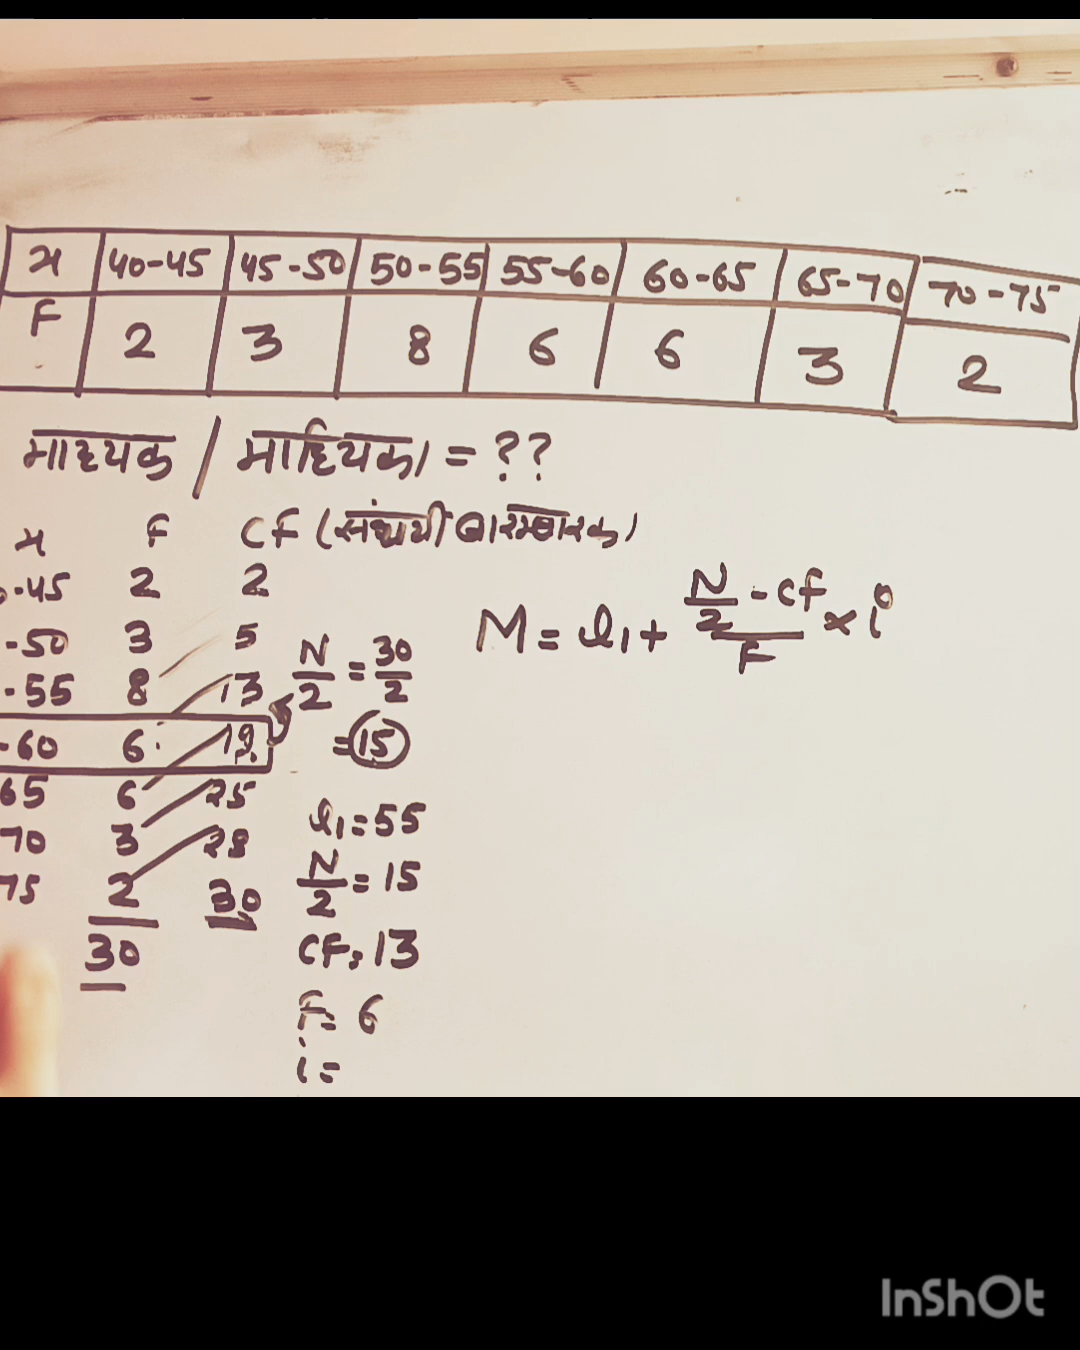 x 40-45 45-50 50-55 55-60 60-65 65-70 70-75
F 2 3 8 6 6 3 2
माध्यक / माध्यिका = ??
x F CF (संचयी बारम्बारता)
-45 2 2
-50 3 5
-55 8 13
-60 6 19
65 6 25
70 3 28
75 2 30
30
N/2 = 30/2
= 15
l₁ = 55
N/2 = 15
CF = 13
F = 6
i =
M = l₁ + (N/2 - cf)/F × i
InShOt